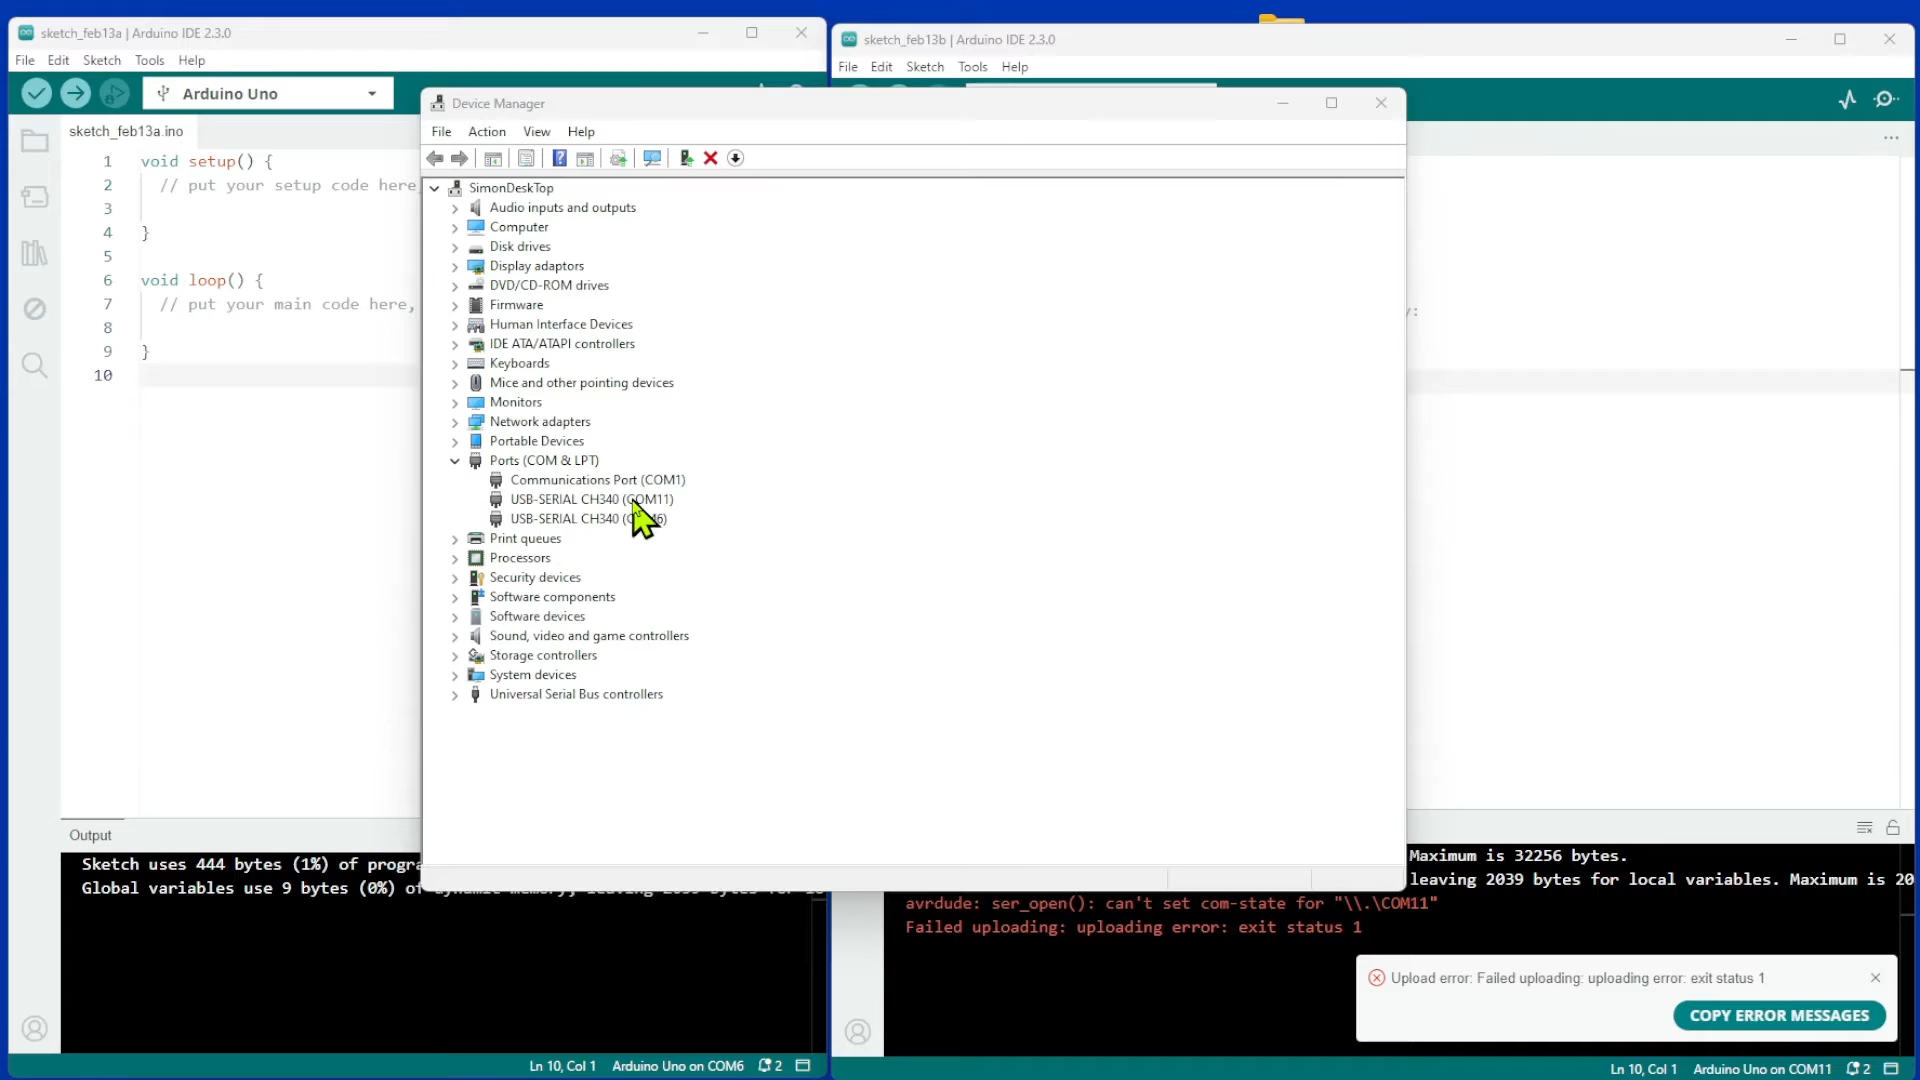 sketch_feb13a | Arduino IDE 2.3.0
File Edit Sketch Tools Help
Arduino Uno
sketch_feb13a.ino
1 void setup() {
2 // put your setup code here
3
4 }
5
6 void loop() {
7 // put your main code here,
8
9 }
10
Output
Sketch uses 444 bytes (1%) of progra
Global variables use 9 bytes (0%) of dynamic memory, leaving 2039 bytes for lo
Ln 10, Col 1 Arduino Uno on COM6 2
sketch_feb13b | Arduino IDE 2.3.0
File Edit Sketch Tools Help
y:
Device Manager
File Action View Help
SimonDeskTop
Audio inputs and outputs
Computer
Disk drives
Display adaptors
DVD/CD-ROM drives
Firmware
Human Interface Devices
IDE ATA/ATAPI controllers
Keyboards
Mice and other pointing devices
Monitors
Network adapters
Portable Devices
Ports (COM & LPT)
Communications Port (COM1)
USB-SERIAL CH340 (COM11)
USB-SERIAL CH340
Print queues
Processors
Security devices
Software components
Software devices
Sound, video and game controllers
Storage controllers
System devices
Universal Serial Bus controllers
Maximum is 32256 bytes.
leaving 2039 bytes for local variables. Maximum is 20
avrdude: ser_open(): can't set com-state for "\\.\COM11"
Failed uploading: uploading error: exit status 1
Upload error: Failed uploading: uploading error: exit status 1
COPY ERROR MESSAGES
Ln 10, Col 1 Arduino Uno on COM11 2